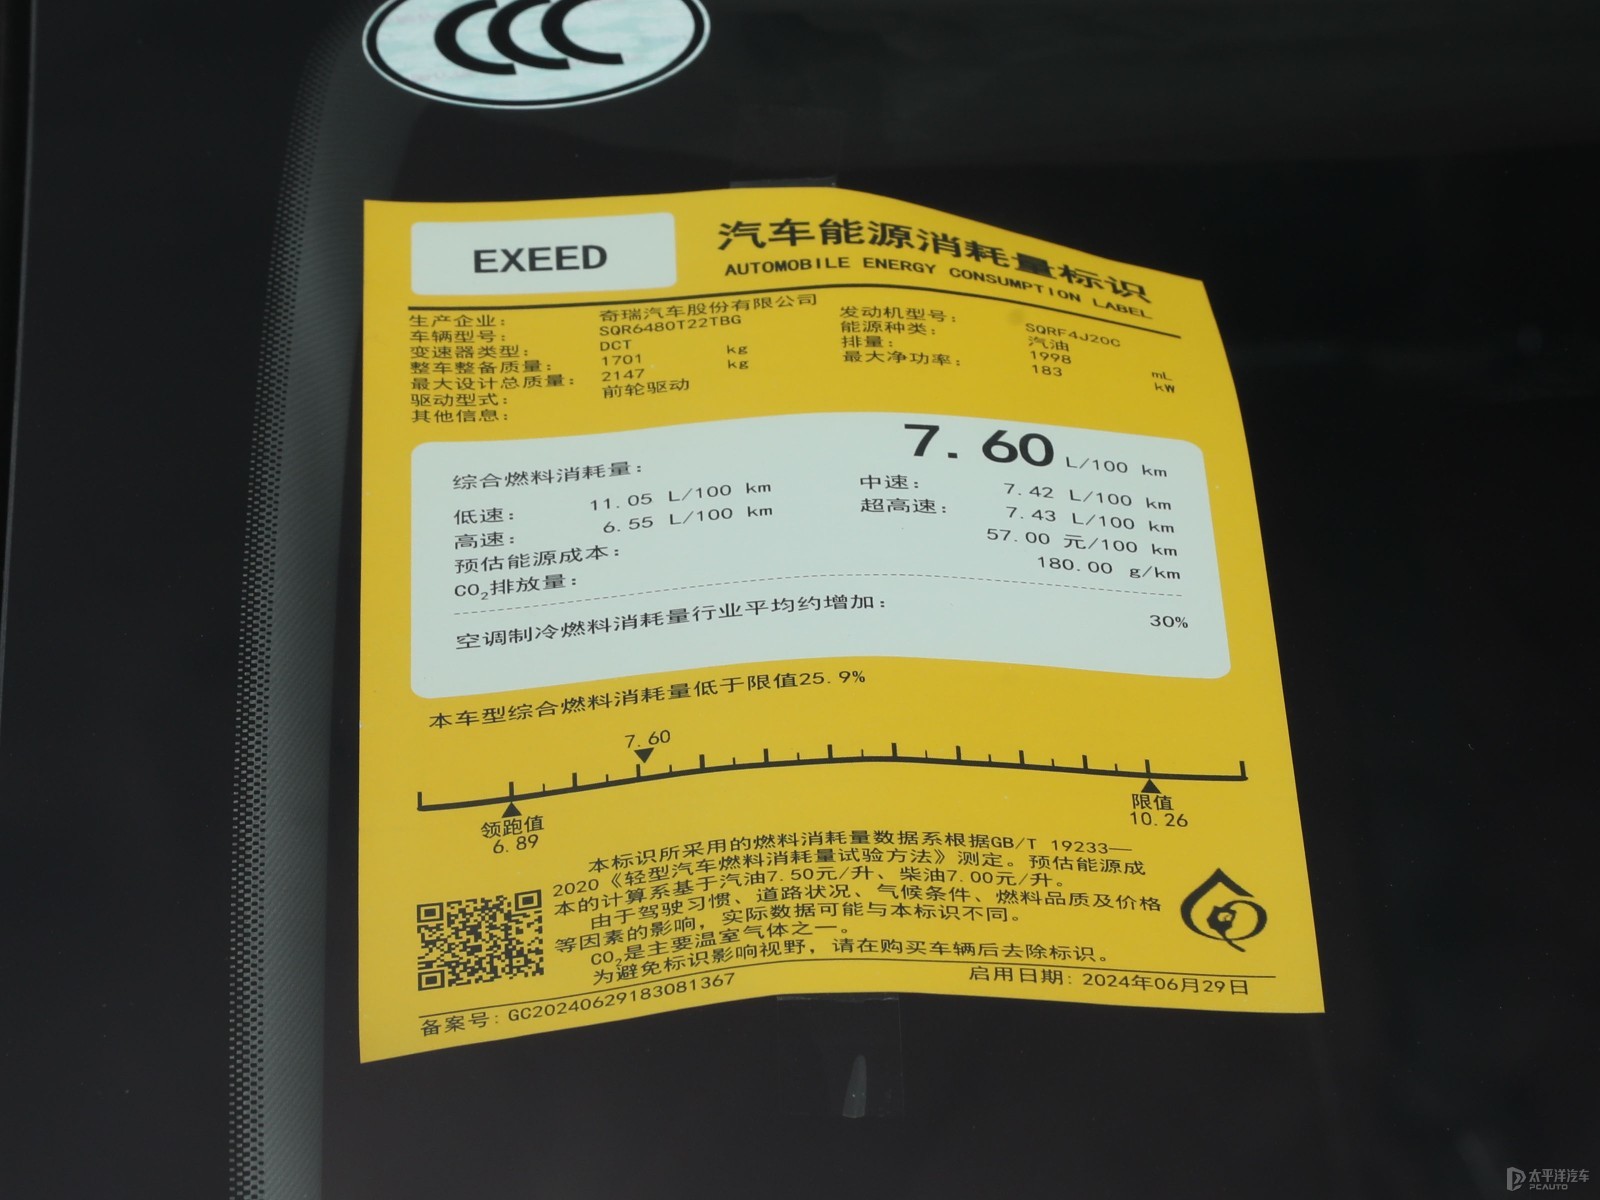 CCC
EXEED
汽车能源消耗量标识
AUTOMOBILE ENERGY CONSUMPTION LABEL
生产企业: 奇瑞汽车股份有限公司
车辆型号: SQR6480T22TBG
变速器类型: DCT
整车整备质量: 1701 kg
最大设计总质量: 2147 kg
驱动型式: 前轮驱动
其他信息:
发动机型号: SQRF4J20C
能源种类: 汽油
排量: 1998 mL
最大净功率: 183 kW
综合燃料消耗量: 7.60 L/100 km
低速: 11.05 L/100 km 中速: 7.42 L/100 km
高速: 6.55 L/100 km 超高速: 7.43 L/100 km
预估能源成本: 57.00 元/100 km
CO2排放量: 180.00 g/km
空调制冷燃料消耗量行业平均约增加: 30%
本车型综合燃料消耗量低于限值25.9%
7.60
领跑值
6.89
限值
10.26
本标识所采用的燃料消耗量数据系根据GB/T 19233—
2020《轻型汽车燃料消耗量试验方法》测定。预估能源成
本的计算系基于汽油7.50元/升、柴油7.00元/升。
由于驾驶习惯、道路状况、气候条件、燃料品质及价格
等因素的影响,实际数据可能与本标识不同。
CO2是主要温室气体之一。
为避免标识影响视野,请在购买车辆后去除标识。
备案号: GC20240629183081367
启用日期: 2024年06月29日
太平洋汽车
PCAUTO